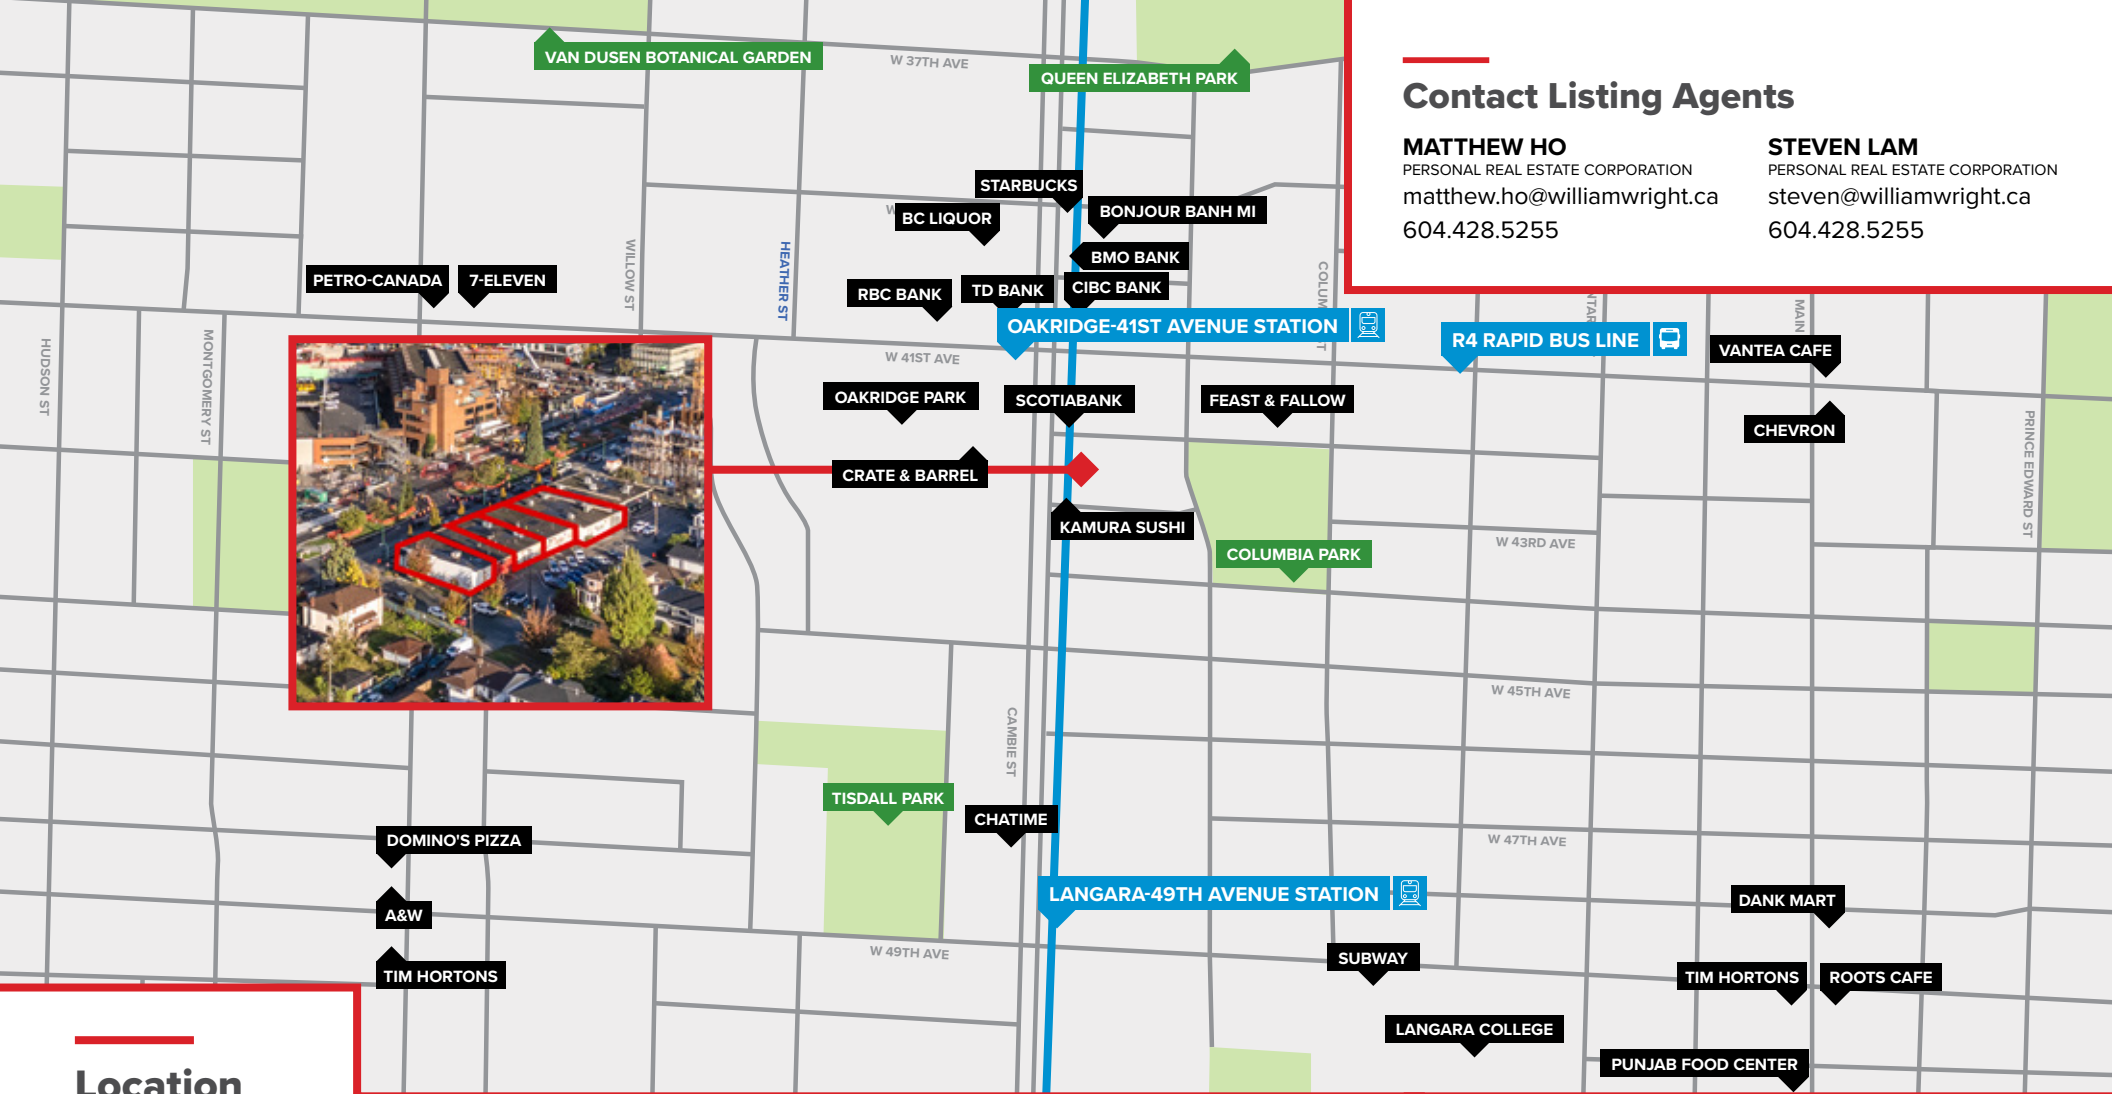 VAN DUSEN BOTANICAL GARDEN
W 37TH AVE
QUEEN ELIZABETH PARK
Contact Listing Agents
MATTHEW HO
PERSONAL REAL ESTATE CORPORATION
matthew.ho@williamwright.ca
604.428.5255
STEVEN LAM
PERSONAL REAL ESTATE CORPORATION
steven@williamwright.ca
604.428.5255
STARBUCKS
W
BC LIQUOR
BONJOUR BANH MI
BMO BANK
WILLOW ST
HEATHER ST
PETRO-CANADA
7-ELEVEN
RBC BANK
TD BANK
CIBC BANK
OAKRIDGE-41ST AVENUE STATION
R4 RAPID BUS LINE
MAIN
VANTEA CAFE
HUDSON ST
MONTGOMERY ST
W 41ST AVE
OAKRIDGE PARK
SCOTIABANK
FEAST & FALLOW
CHEVRON
PRINCE EDWARD ST
CRATE & BARREL
KAMURA SUSHI
COLUMBIA PARK
W 43RD AVE
W 45TH AVE
CAMBIE ST
TISDALL PARK
CHATIME
DOMINO'S PIZZA
W 47TH AVE
LANGARA-49TH AVENUE STATION
DANK MART
A&W
W 49TH AVE
SUBWAY
TIM HORTONS
TIM HORTONS
ROOTS CAFE
LANGARA COLLEGE
PUNJAB FOOD CENTER
Location